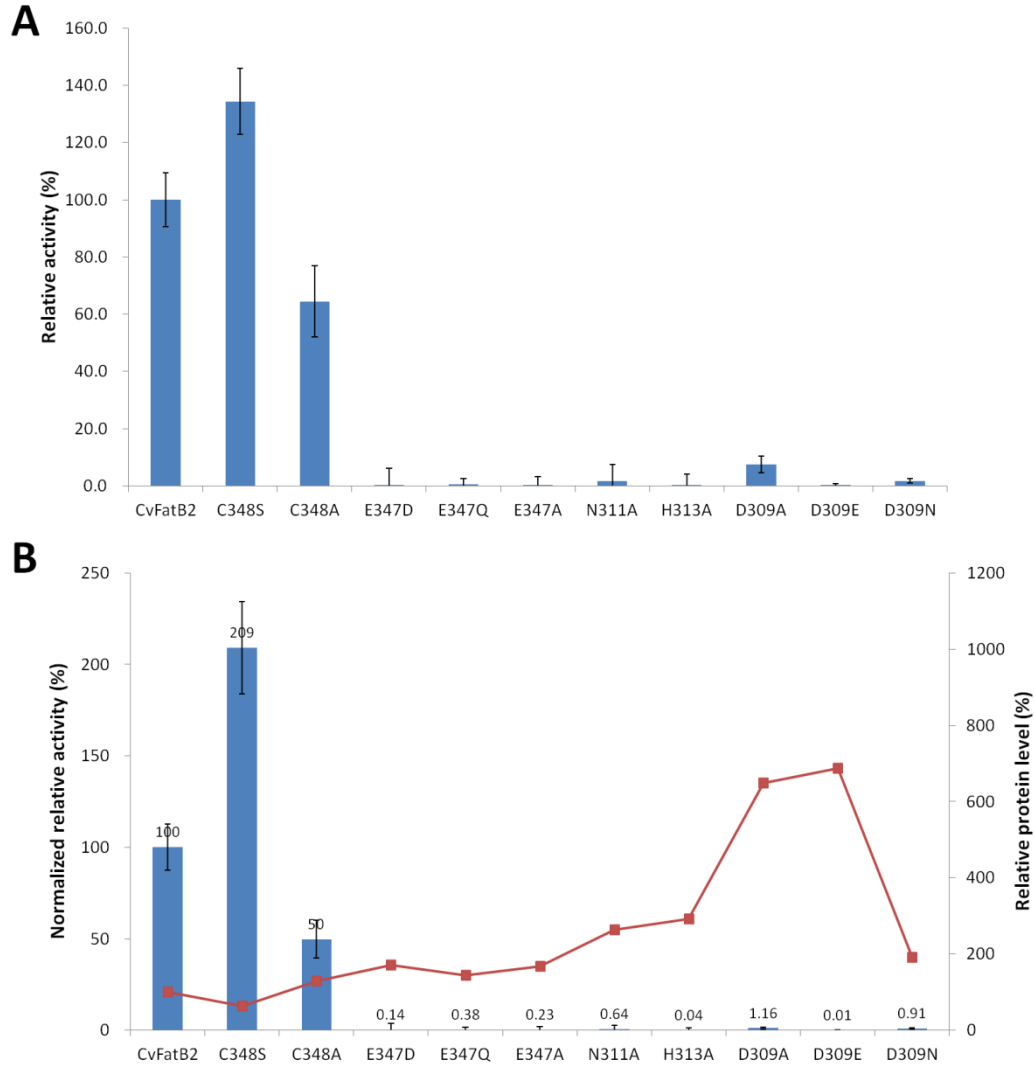 A
160.0
140.0
120.0
100.0
80.0
60.0
40.0
20.0
0.0
Relative activity (%)
CvFatB2 C348S C348A E347D E347Q E347A N311A H313A D309A D309E D309N
B
250
200
150
100
50
0
Normalized relative activity (%)
100 209 50 0.14 0.38 0.23 0.64 0.04 1.16 0.01 0.91
1200
1000
800
600
400
200
0
Relative protein level (%)
CvFatB2 C348S C348A E347D E347Q E347A N311A H313A D309A D309E D309N